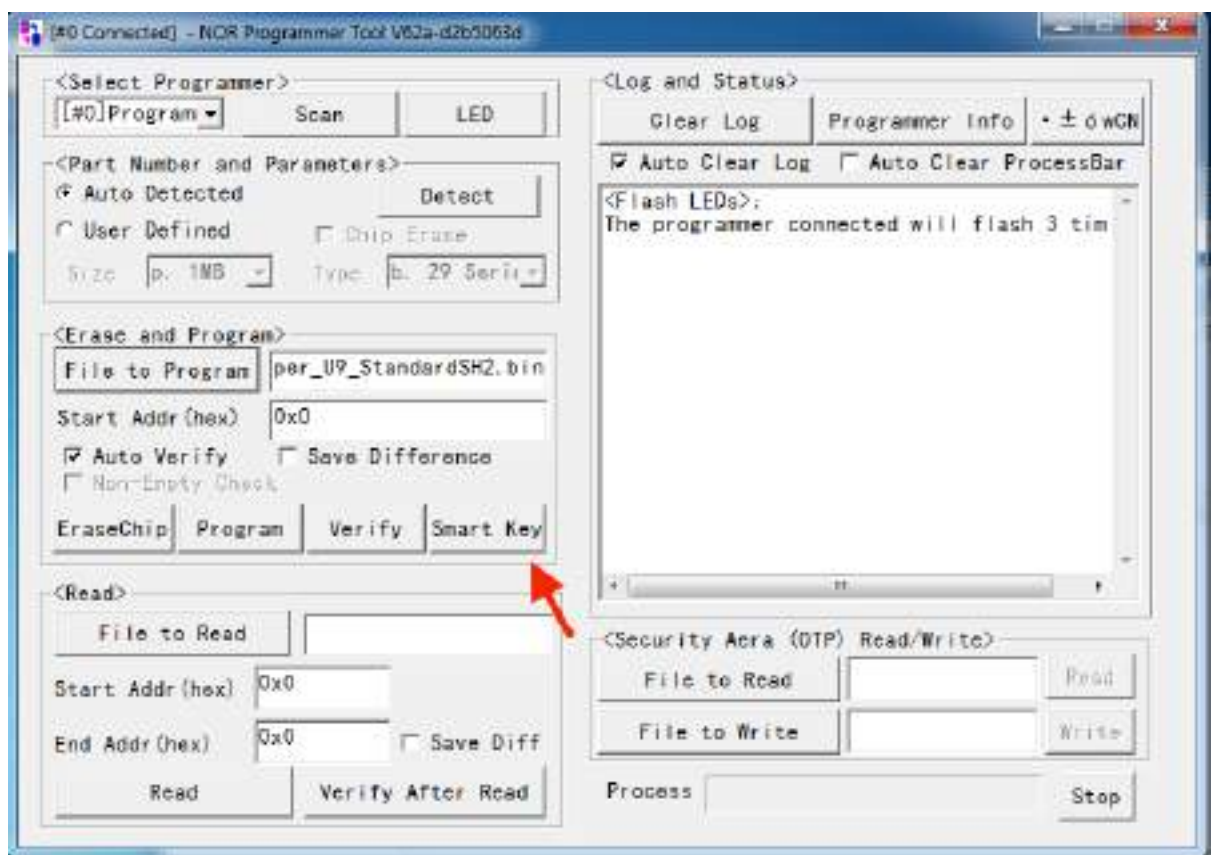 [#0 Connected] - NOR Programmer Tool V62a-d2b5063d
<Select Programmer>
[#0]Program
Scan
LED
<Part Number and Parameters>
Auto Detected
Detect
User Defined
Chip Erase
Size
p. 1MB
Type
b. 29 Serie
<Erase and Program>
File to Program
per_U9_StandardSH2.bin
Start Addr(hex)
0x0
Auto Verify
Save Difference
Non-Empty Check
EraseChip
Program
Verify
Smart Key
<Read>
File to Read
Start Addr(hex)
0x0
End Addr(hex)
0x0
Save Diff
Read
Verify After Read
<Log and Status>
Clear Log
Programmer Info
·±ówCN
Auto Clear Log
Auto Clear ProcessBar
<Flash LEDs>:
The programmer connected will flash 3 tim
<Security Aera (OTP) Read/Write>
File to Read
Read
File to Write
Write
Process
Stop